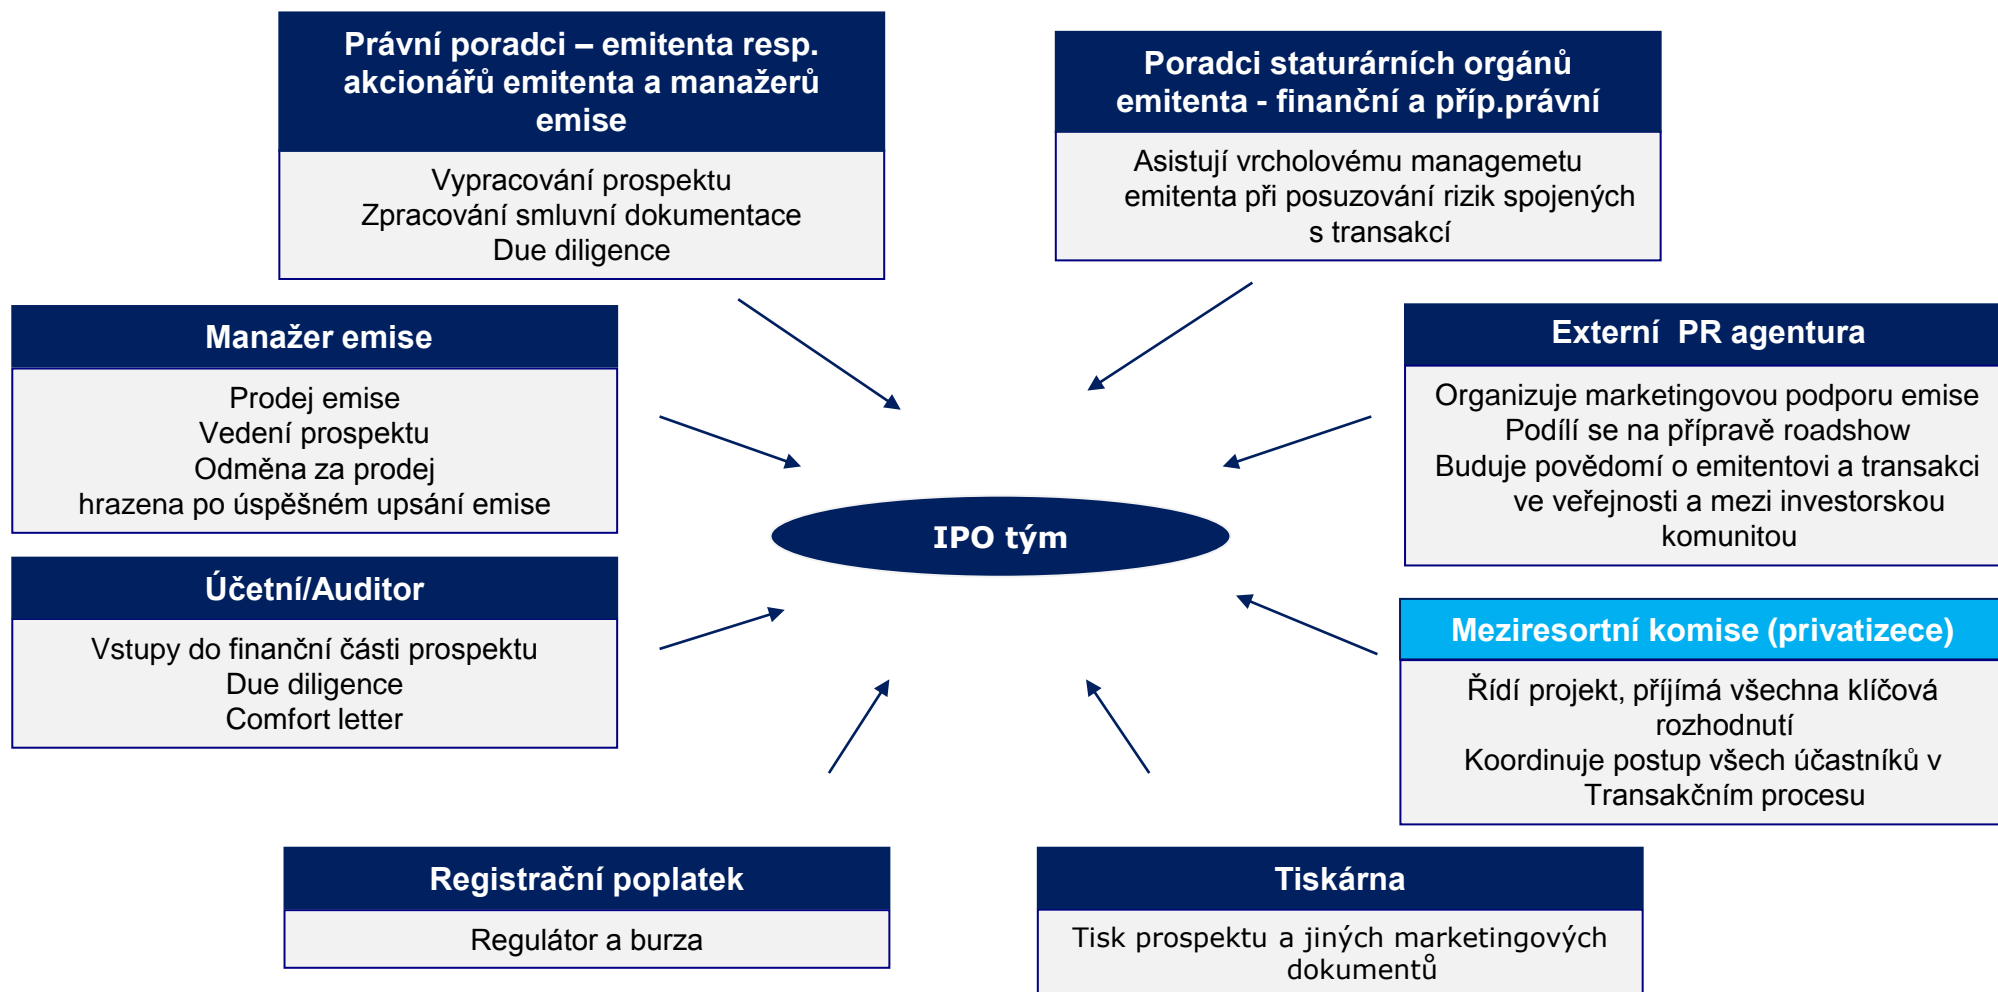 Právní poradci – emitenta resp.
akcionářů emitenta a manažerů
emise
Vypracování prospektu
Zpracování smluvní dokumentace
Due diligence
Poradci staturárních orgánů
emitenta - finanční a příp.právní
Asistují vrcholovému managemetu
emitenta při posuzování rizik spojených
s transakcí
Manažer emise
Prodej emise
Vedení prospektu
Odměna za prodej
hrazena po úspěšném upsání emise
Externí PR agentura
Organizuje marketingovou podporu emise
Podílí se na přípravě roadshow
Buduje povědomí o emitentovi a transakci
ve veřejnosti a mezi investorskou
komunitou
IPO tým
Účetní/Auditor
Vstupy do finanční části prospektu
Due diligence
Comfort letter
Meziresortní komise (privatizece)
Řídí projekt, příjímá všechna klíčová
rozhodnutí
Koordinuje postup všech účastníků v
Transakčním procesu
Registrační poplatek
Regulátor a burza
Tiskárna
Tisk prospektu a jiných marketingových
dokumentů